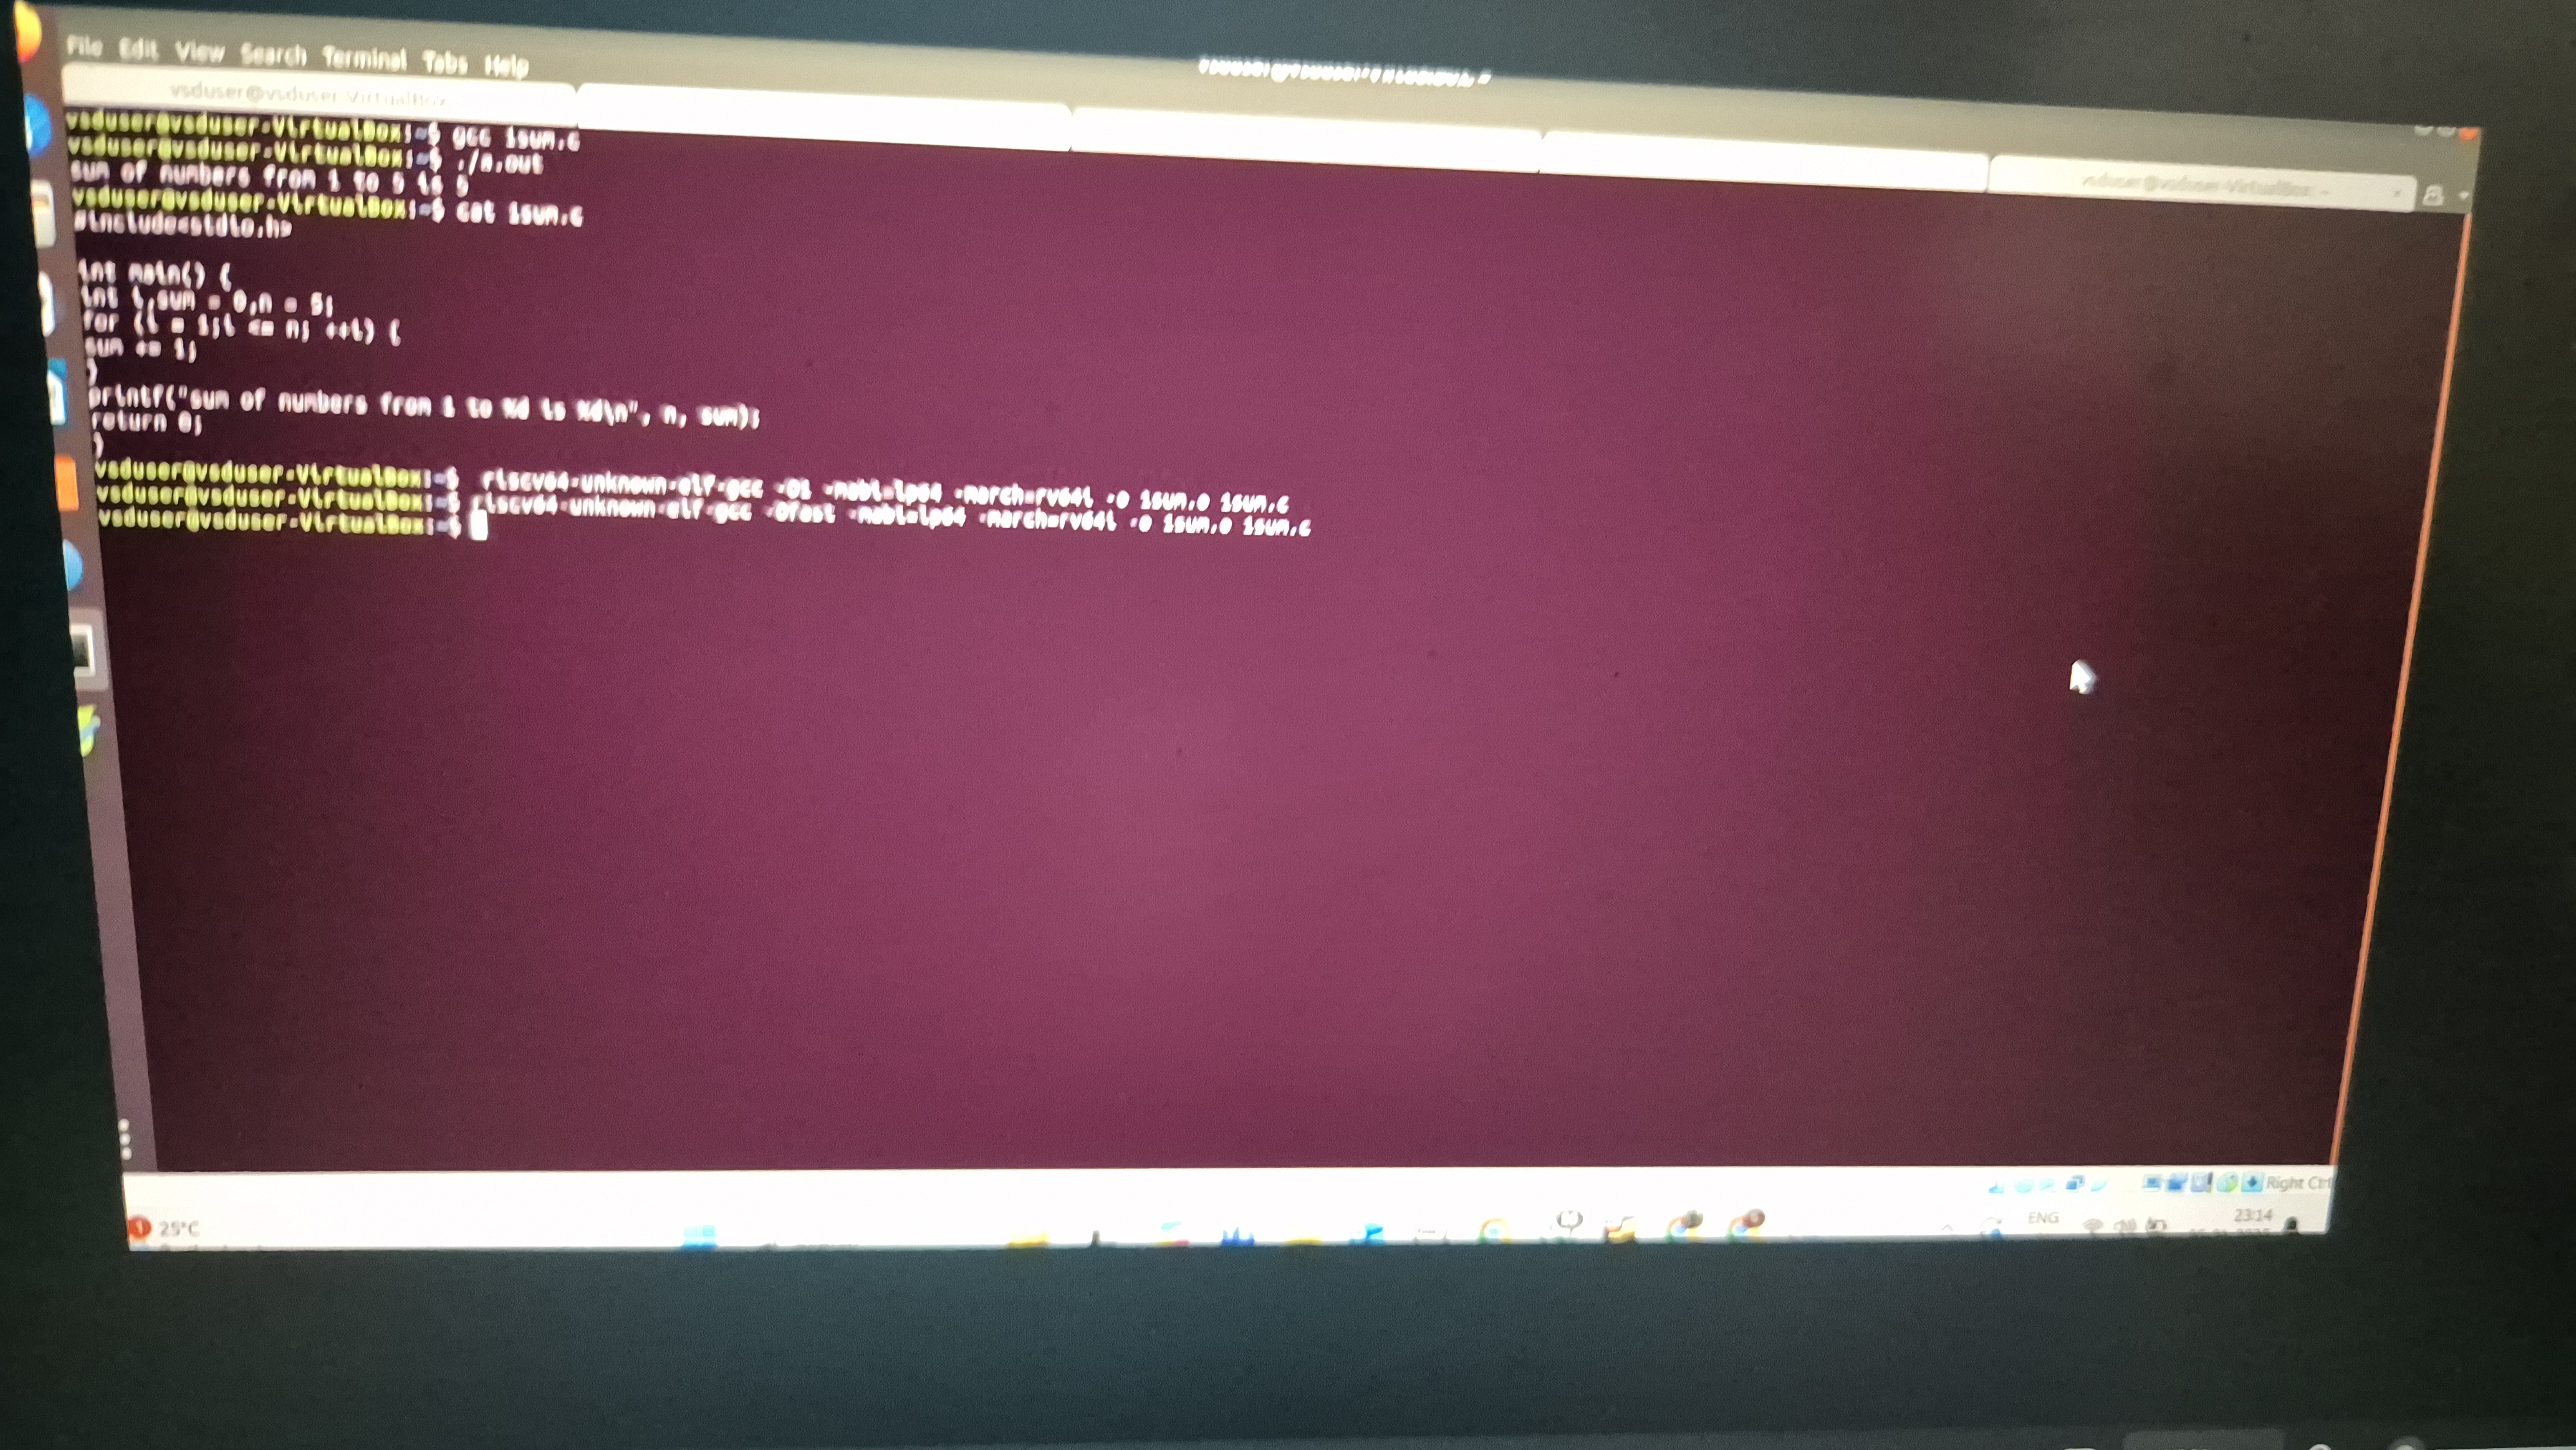 File Edit View Search Terminal Tabs Help
vsduser@vsduser-VirtualBox
vsduser@vsduser-VirtualBox: ~
vsduser@vsduser-VirtualBox:~$ gcc 1sum.c
vsduser@vsduser-VirtualBox:~$ ./a.out
sum of numbers from 1 to 5 is 5
vsduser@vsduser-VirtualBox:~$ cat 1sum.c
#include<stdio.h>
int main() {
int i,sum = 0,n = 5;
for (i = 1;i <= n; ++i) {
sum += 1;
}
printf("sum of numbers from 1 to %d is %d\n", n, sum);
return 0;
}
vsduser@vsduser-VirtualBox:~$  riscv64-unknown-elf-gcc -O1 -mabi=lp64 -march=rv64i -o 1sum.o 1sum.c
vsduser@vsduser-VirtualBox:~$ riscv64-unknown-elf-gcc -Ofast -mabi=lp64 -march=rv64i -o 1sum.o 1sum.c
vsduser@vsduser-VirtualBox:~$
Right Ctrl
25°C
ENG
23:14